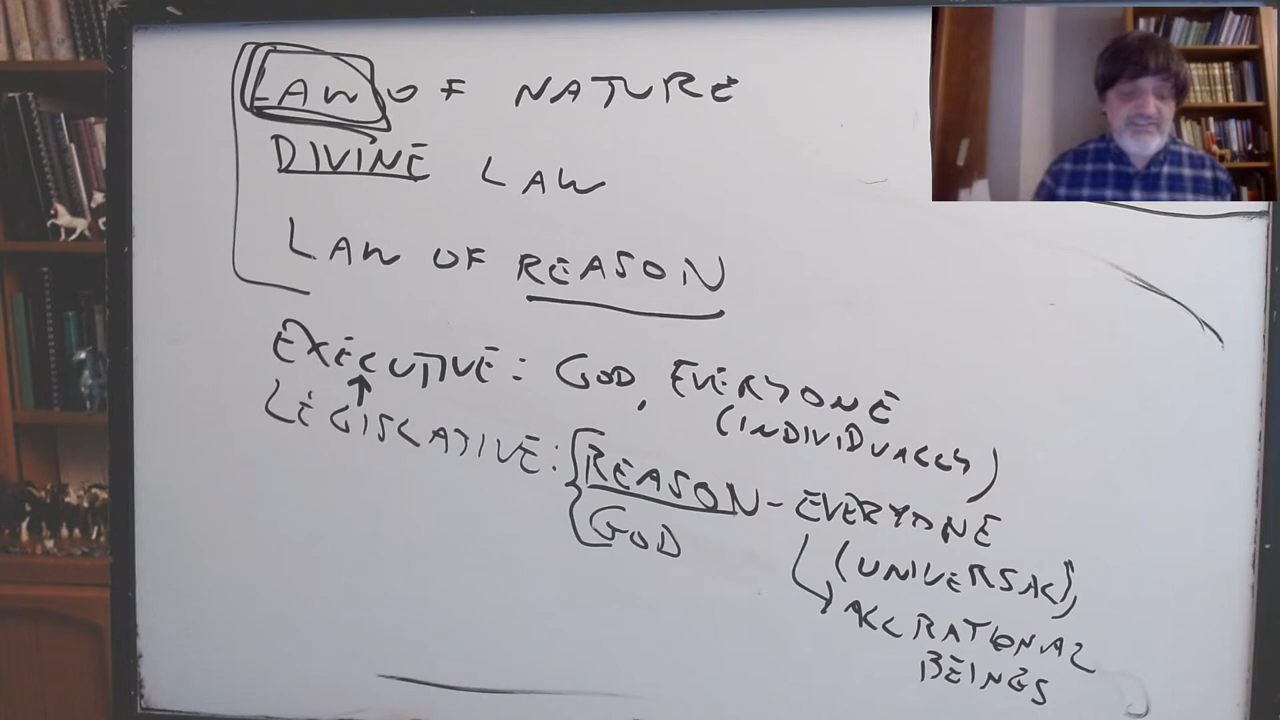 LAW OF NATURE
DIVINE LAW
LAW OF REASON
EXECUTIVE: GOD, EVERYONE
(INDIVIDUALLY)
LEGISLATIVE: REASON - EVERYONE
GOD
(UNIVERSAL),
ALL RATIONAL
BEINGS